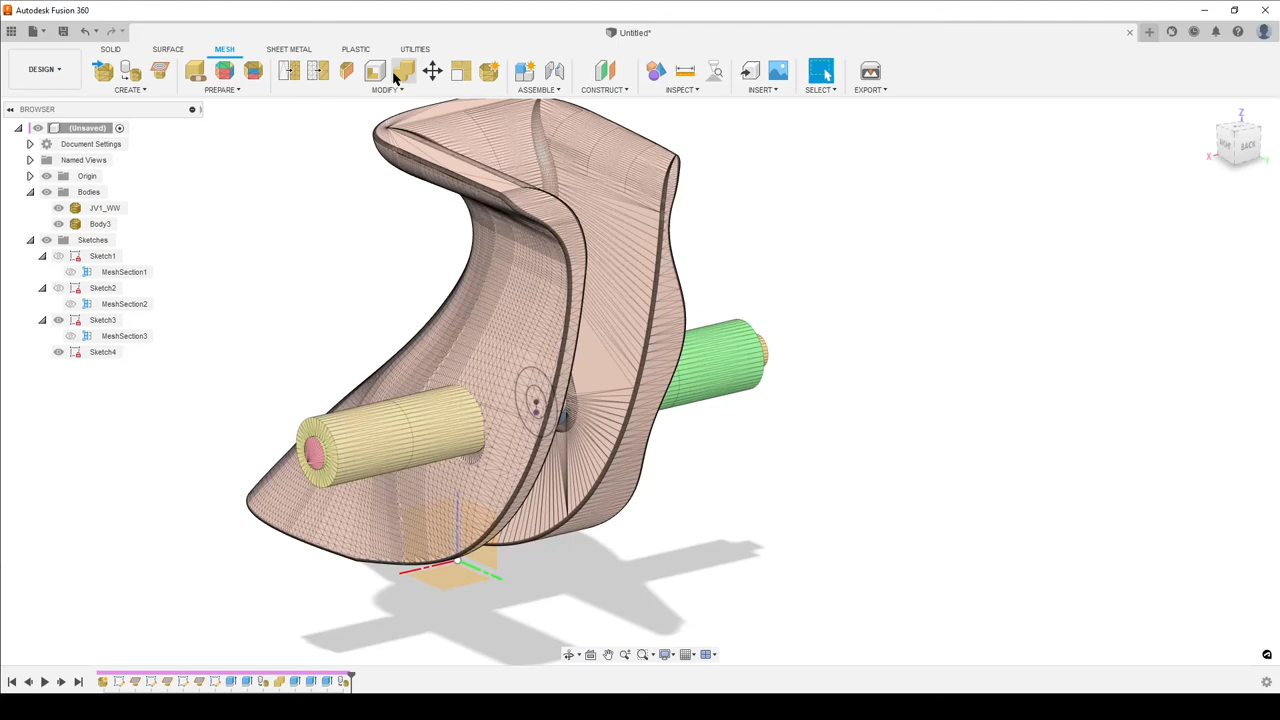 Autodesk Fusion 360
Untitled*
SOLID SURFACE MESH SHEET METAL PLASTIC UTILITIES
DESIGN
CREATE PREPARE MODIFY ASSEMBLE CONSTRUCT INSPECT INSERT SELECT EXPORT
BROWSER
(Unsaved)
Document Settings
Named Views
Origin
Bodies
JV1_WW
Body3
Sketches
Sketch1
MeshSection1
Sketch2
MeshSection2
Sketch3
MeshSection3
Sketch4
Z
RIGHT BACK
X